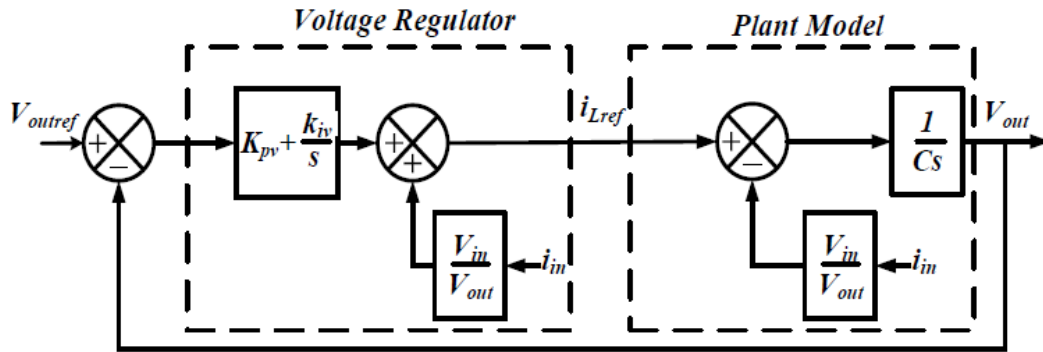 Voltage Regulator
Plant Model
V_outref
+
−
K_pv + k_iv/s
+
+
i_Lref
+
−
1/Cs
V_out
V_in/V_out
i_in
V_in/V_out
i_in